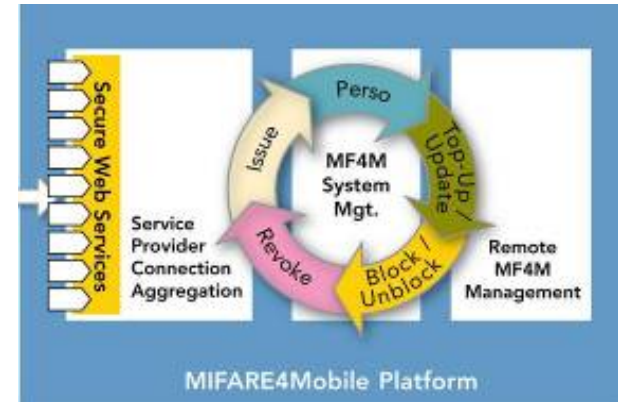 Secure Web Services
Service
Provider
Connection
Aggregation
Issue
Perso
Top-Up /
Update
Block /
Unblock
Revoke
MF4M
System
Mgt.
Remote
MF4M
Management
MIFARE4Mobile Platform